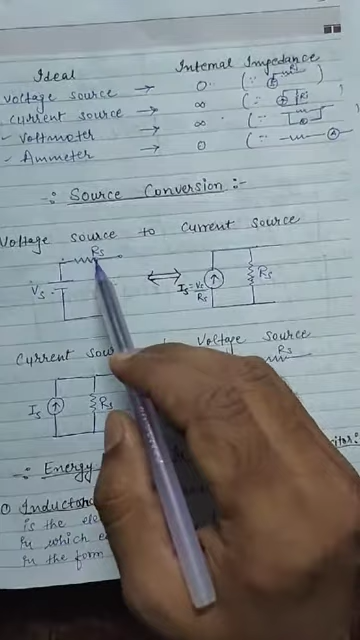 Ideal Internal Impedance
Voltage source → 0 (∵ )
Current source → ∞ (∵ Rs )
- Voltmeter → ∞ (∵ )
- Ammeter → 0 (∵ A )
-: Source Conversion :-
Voltage source to Current source
Rs
Vs Is = Vs/Rs Rs
Current Voltage source
Rs
Is Rs
-: Energy
① Inductor
is the
in which
in the form